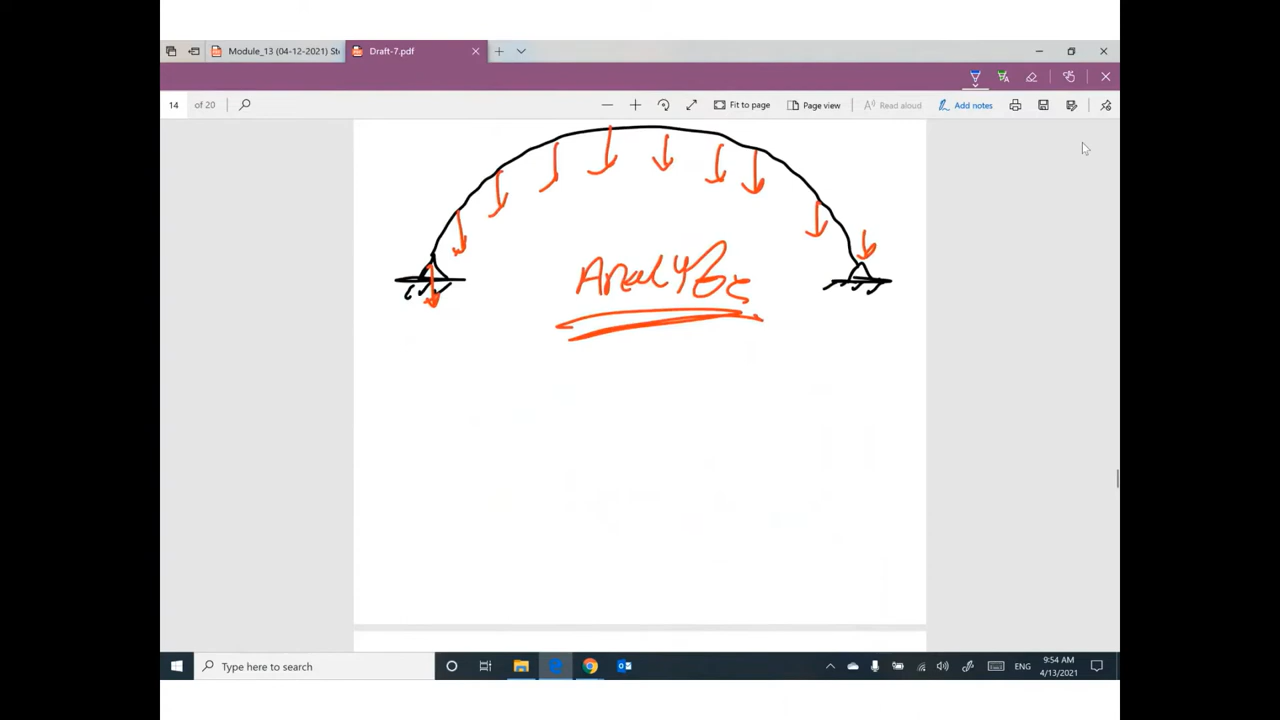 Module_13 (04-12-2021) Ste
Draft-7.pdf
14 of 20
Fit to page
Page view
Read aloud
Add notes
Analysis
Type here to search
ENG
9:54 AM
4/13/2021